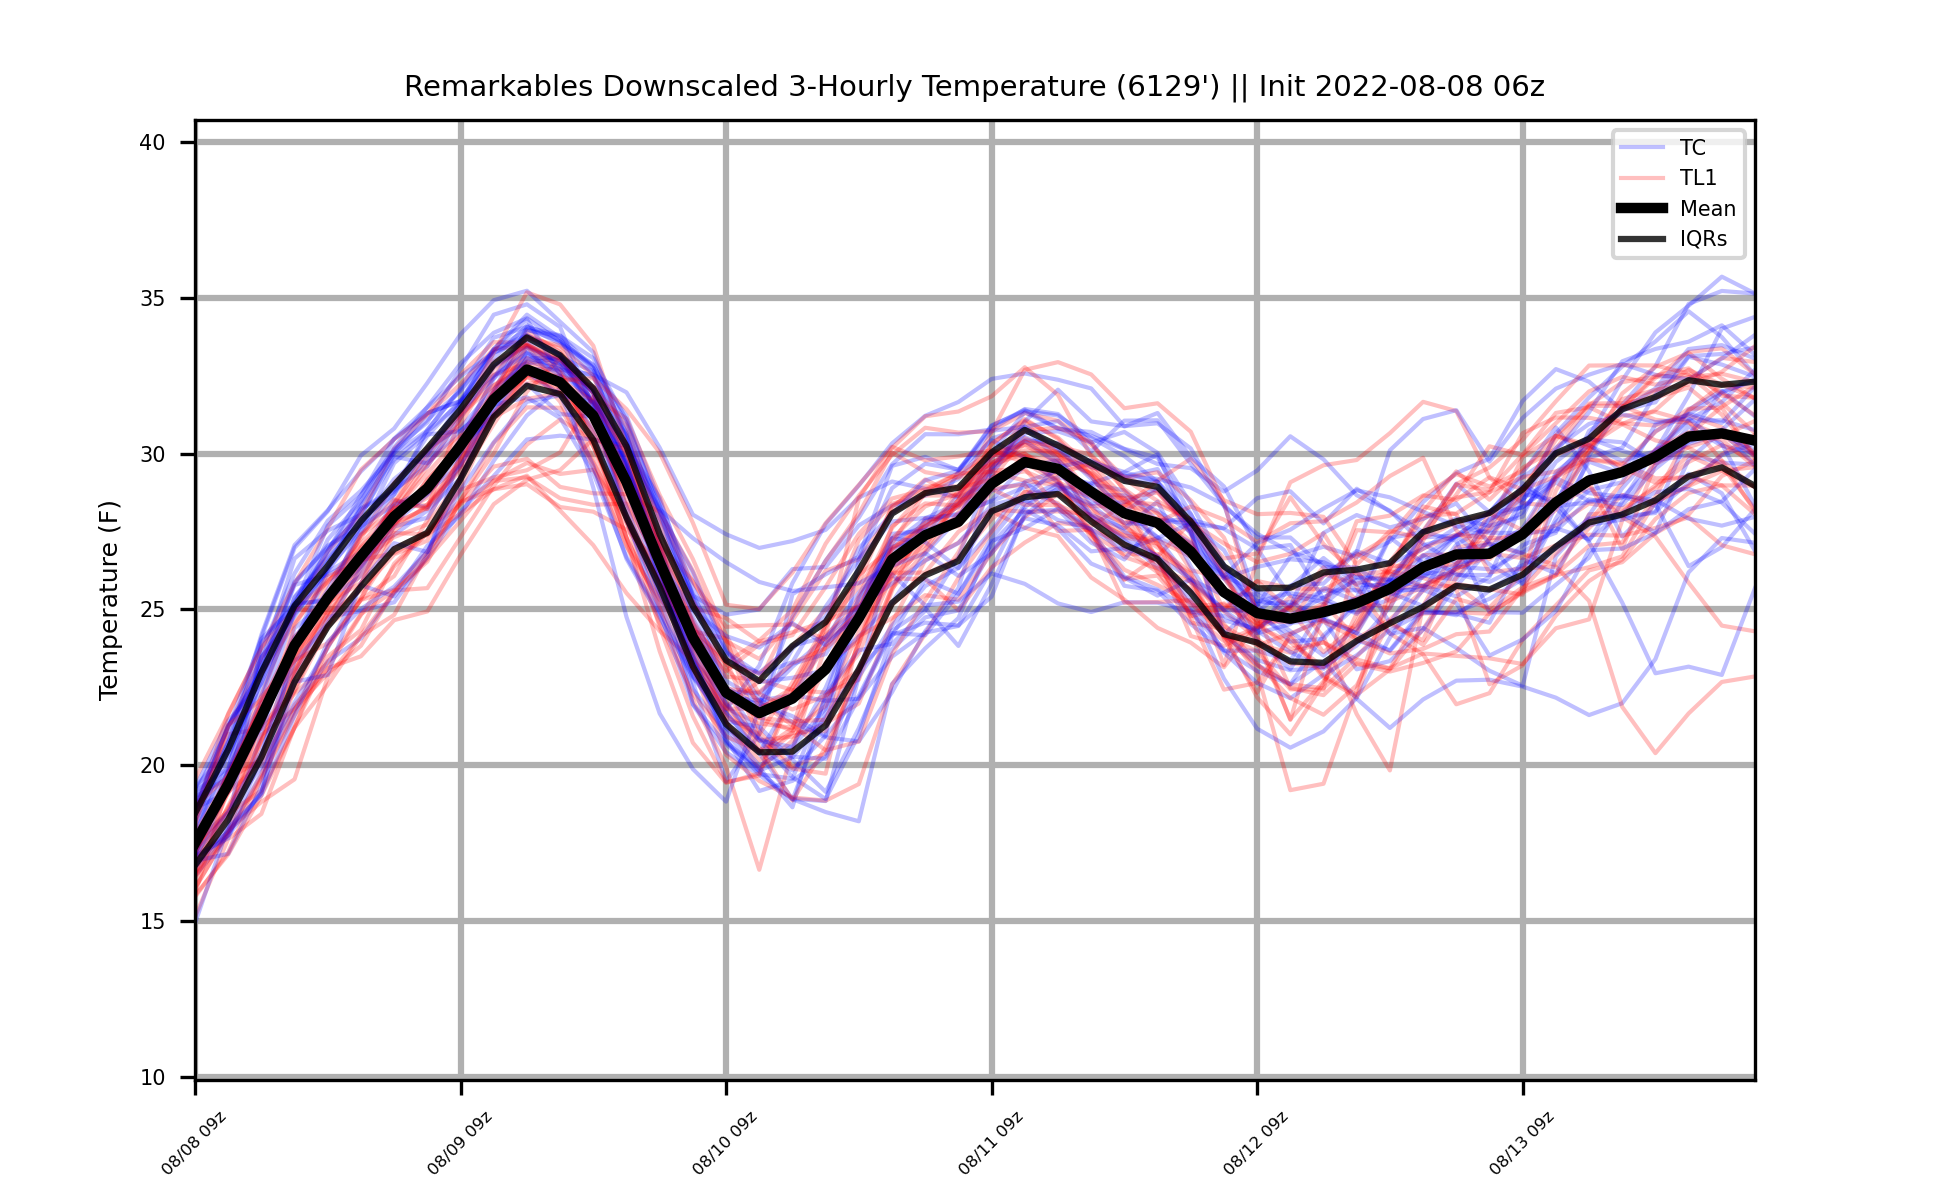 Remarkables Downscaled 3-Hourly Temperature (6129') || Init 2022-08-08 06z
TC
TL1
Mean
IQRs
Temperature (F)
40
35
30
25
20
15
10
08/08 09z
08/09 09z
08/10 09z
08/11 09z
08/12 09z
08/13 09z